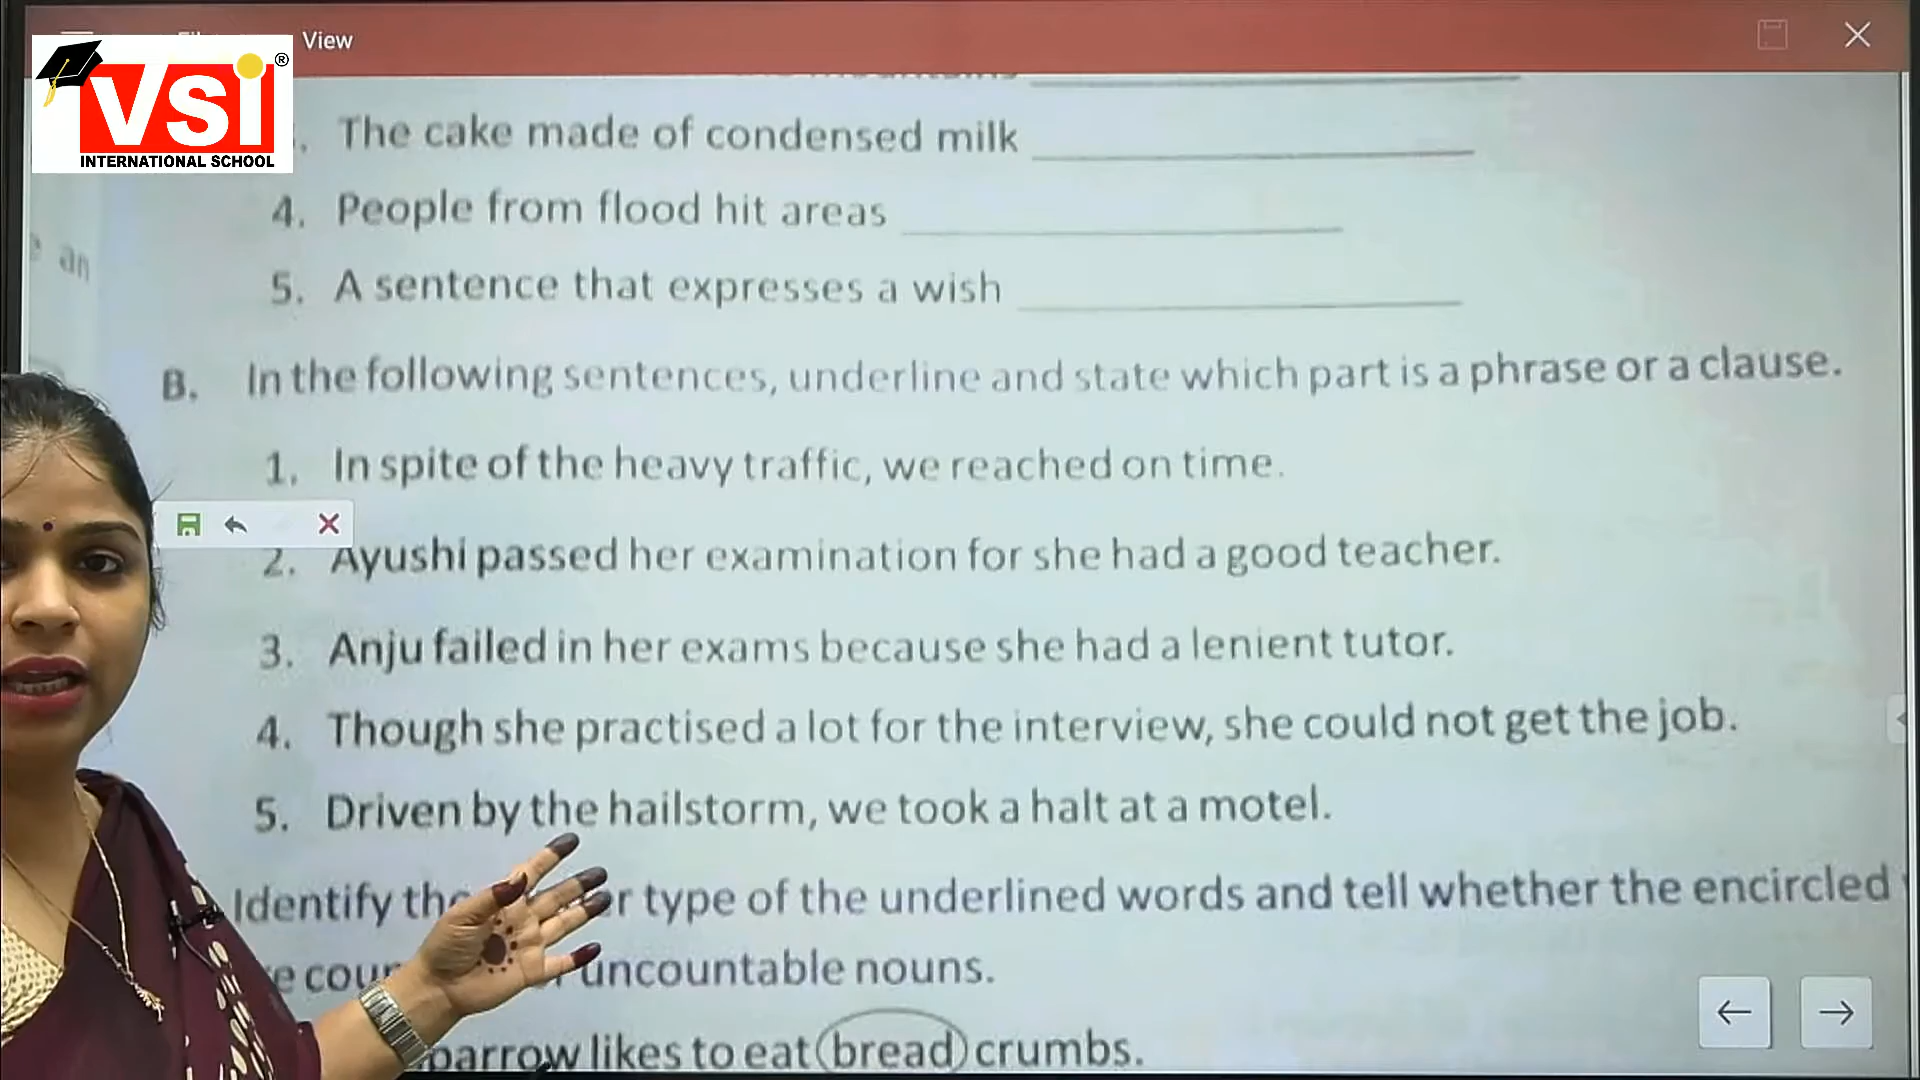 View
VSI ®
INTERNATIONAL SCHOOL
The cake made of condensed milk
4. People from flood hit areas
an
5. A sentence that expresses a wish
B. In the following sentences, underline and state which part is a phrase or a clause.
1. In spite of the heavy traffic, we reached on time.
2. Ayushi passed her examination for she had a good teacher.
3. Anju failed in her exams because she had a lenient tutor.
4. Though she practised a lot for the interview, she could not get the job.
5. Driven by the hailstorm, we took a halt at a motel.
Identify type of the underlined words and tell whether the encircled
uncountable nouns.
likes to eat bread crumbs.